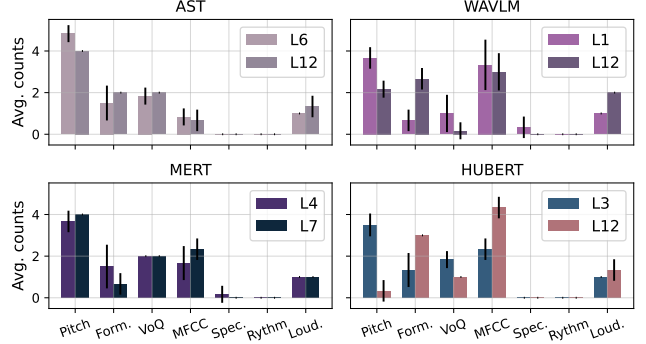 AST
WAVLM
Avg. counts
4
2
0
L6
L12
L1
L12
MERT
HUBERT
Avg. counts
4
2
0
L4
L7
L3
L12
Pitch Form. VoQ MFCC Spec. Rythm Loud.
Pitch Form. VoQ MFCC Spec. Rythm Loud.